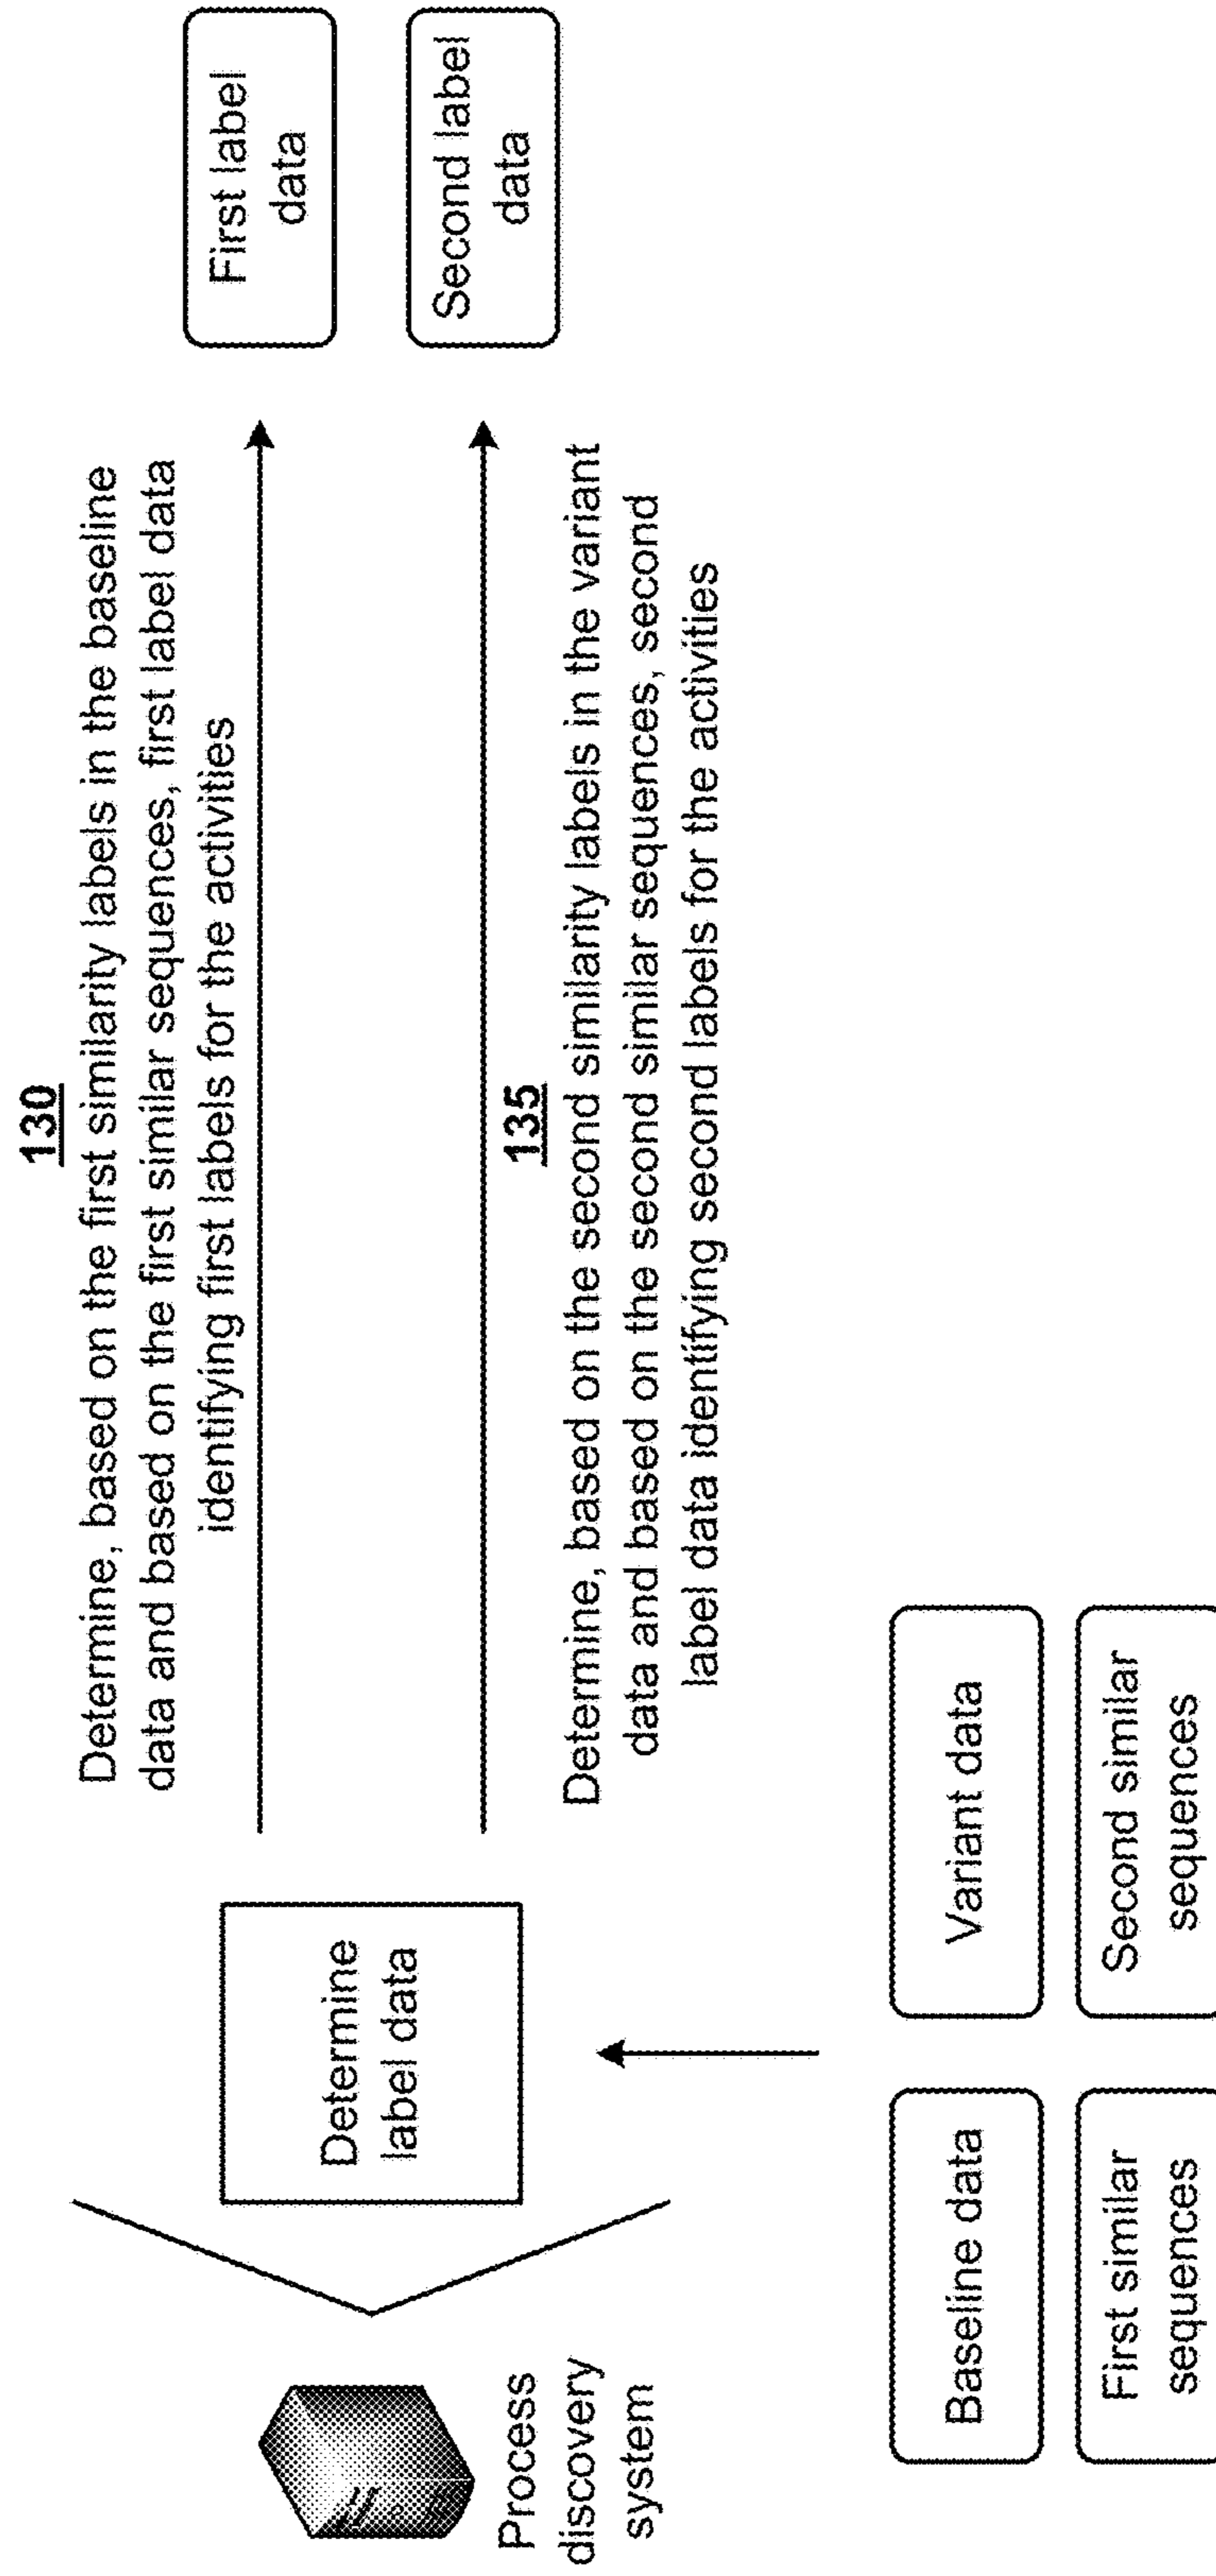 130
Determine, based on the first similarity labels in the baseline
data and based on the first similar sequences, first label data
identifying first labels for the activities
First label
data
Second label
data
135
Determine, based on the second similarity labels in the variant
data and based on the second similar sequences, second
label data identifying second labels for the activities
Determine
label data
Process
discovery
system
Baseline data
Variant data
First similar
sequences
Second similar
sequences